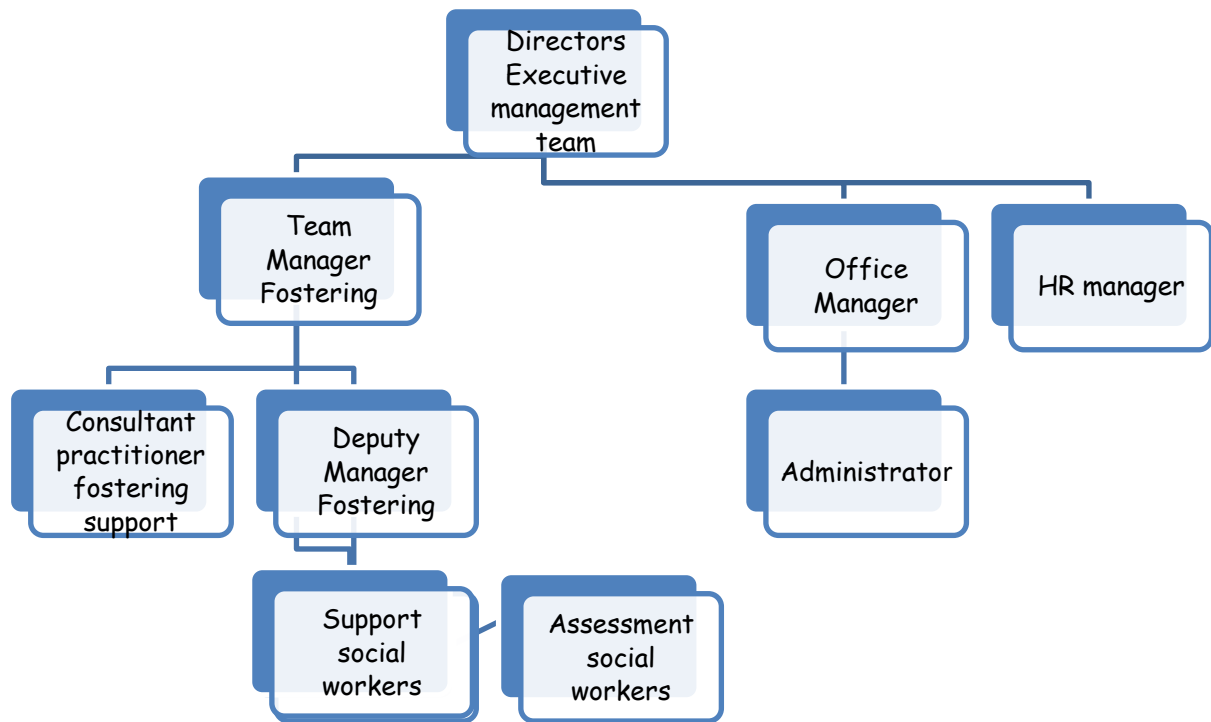 Directors
Executive
management
team
Team
Manager
Fostering
Office
Manager
HR manager
Consultant
practitioner
fostering
support
Deputy
Manager
Fostering
Administrator
Support
social
workers
Assessment
social
workers